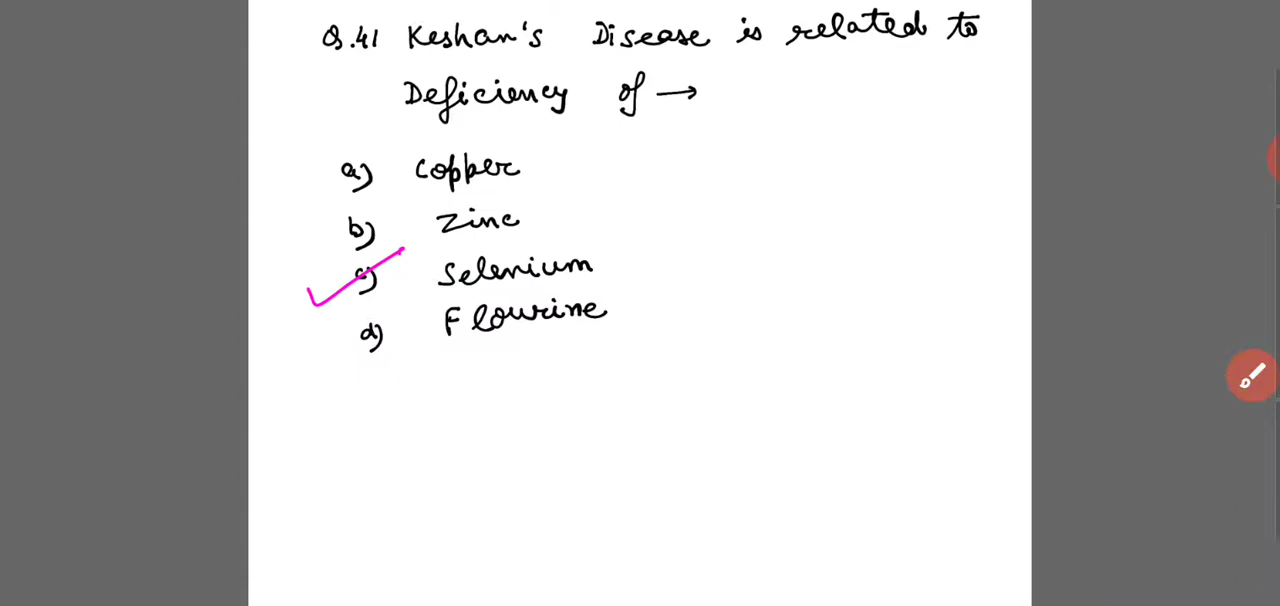 Q.41 Keshan's Disease is related to
Deficiency of →
a) Copper
b) Zinc
c) Selenium
d) Flourine